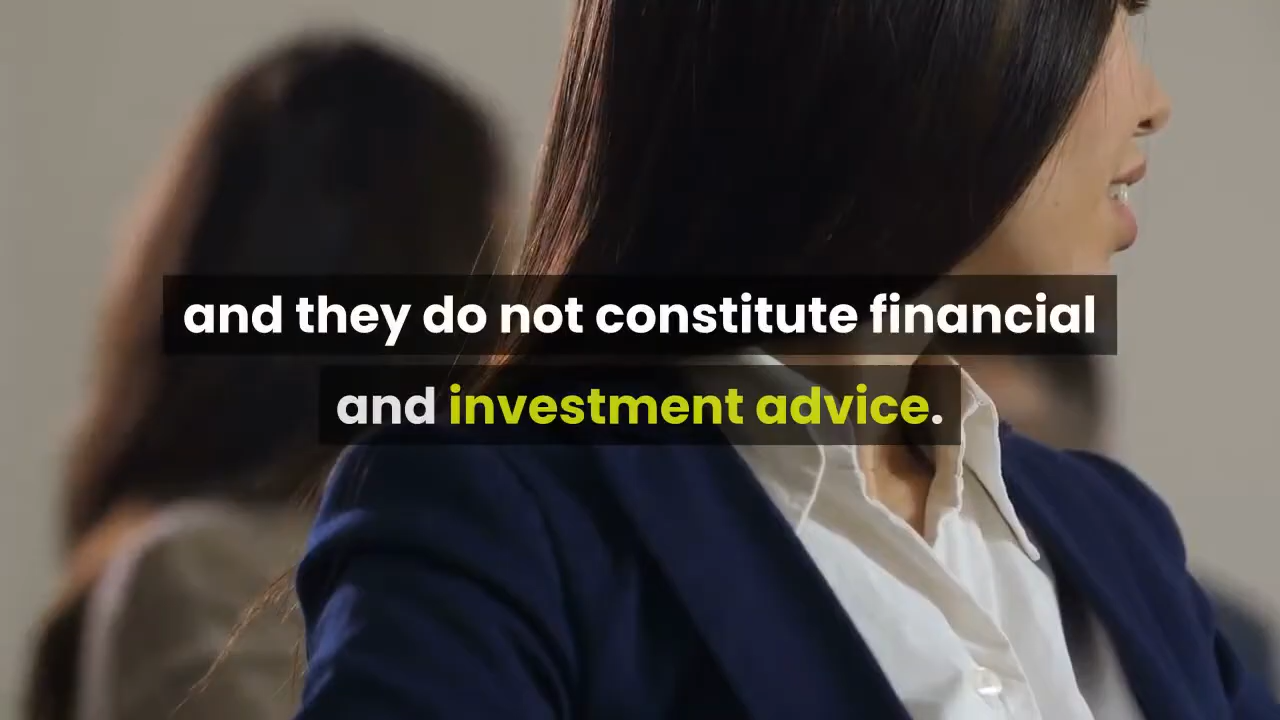 and they do not constitute financial
and investment advice.